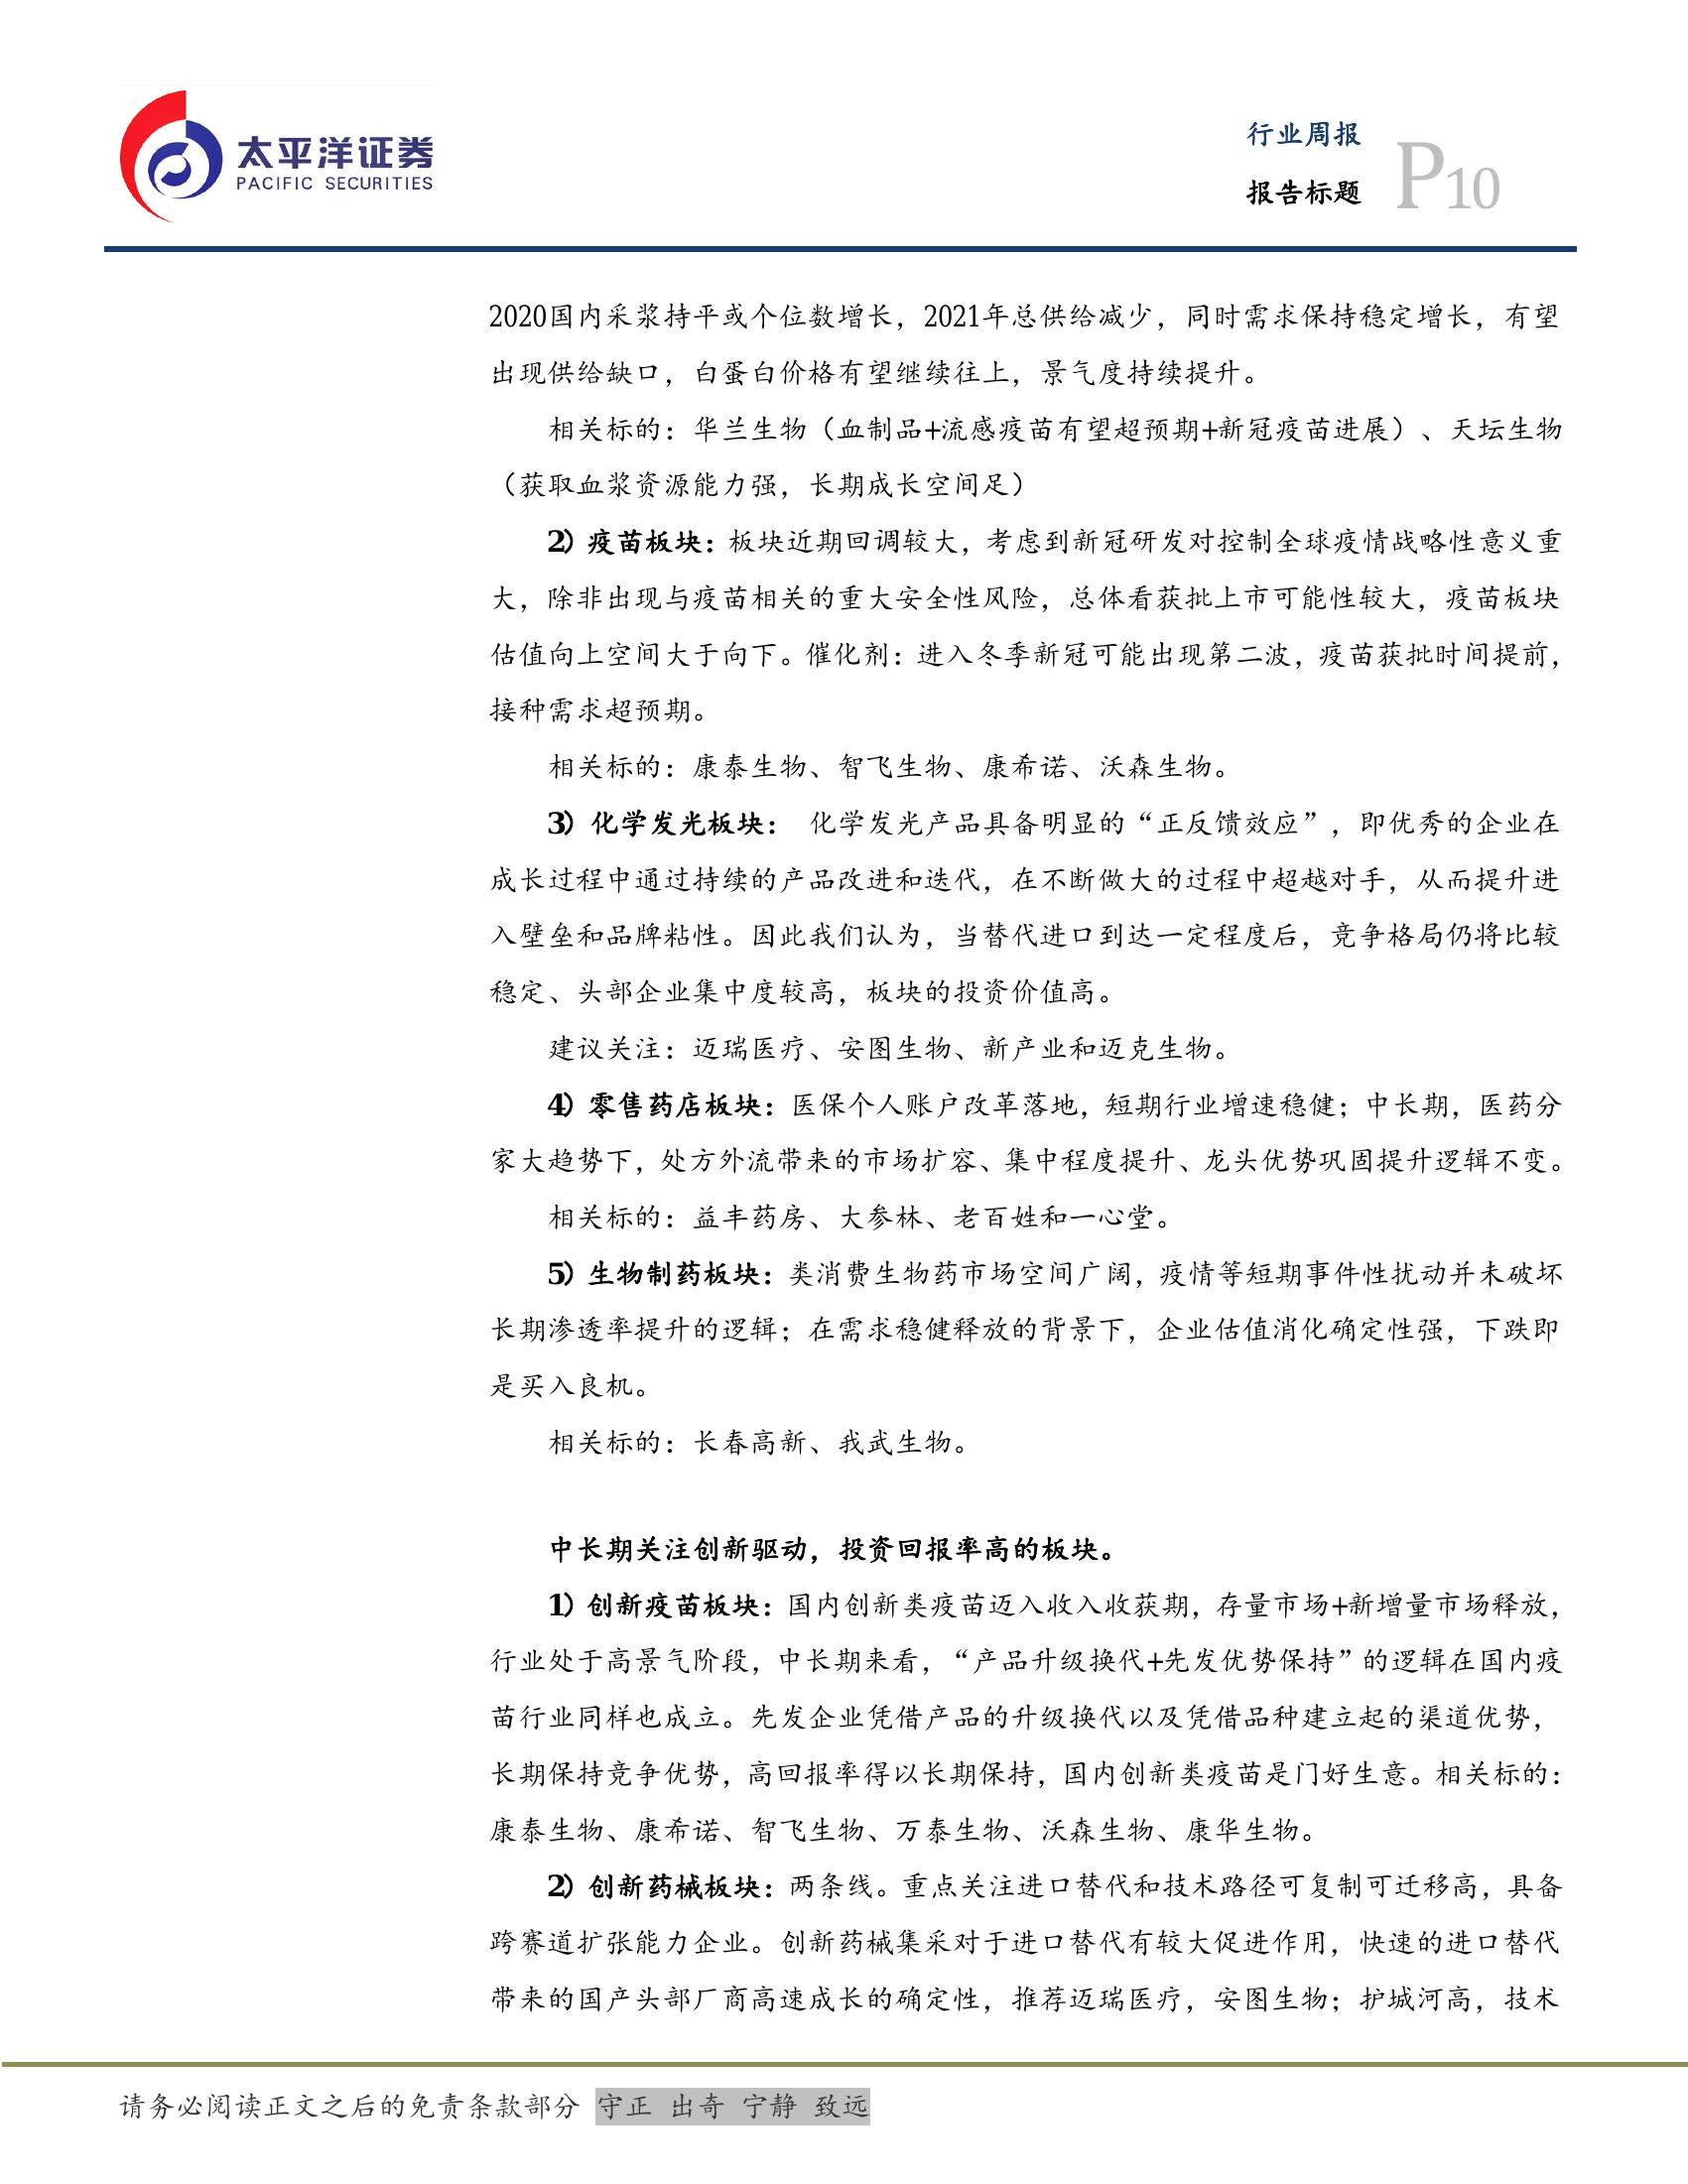 太平洋证券
PACIFIC SECURITIES
行业周报
报告标题
P10
2020国内采浆持平或个位数增长，2021年总供给减少，同时需求保持稳定增长，有望
出现供给缺口，白蛋白价格有望继续往上，景气度持续提升。
相关标的：华兰生物（血制品+流感疫苗有望超预期+新冠疫苗进展）、天坛生物
（获取血浆资源能力强，长期成长空间足）
2）疫苗板块：板块近期回调较大，考虑到新冠研发对控制全球疫情战略性意义重
大，除非出现与疫苗相关的重大安全性风险，总体看获批上市可能性较大，疫苗板块
估值向上空间大于向下。催化剂：进入冬季新冠可能出现第二波，疫苗获批时间提前，
接种需求超预期。
相关标的：康泰生物、智飞生物、康希诺、沃森生物。
3）化学发光板块： 化学发光产品具备明显的“正反馈效应”，即优秀的企业在
成长过程中通过持续的产品改进和迭代，在不断做大的过程中超越对手，从而提升进
入壁垒和品牌粘性。因此我们认为，当替代进口到达一定程度后，竞争格局仍将比较
稳定、头部企业集中度较高，板块的投资价值高。
建议关注：迈瑞医疗、安图生物、新产业和迈克生物。
4）零售药店板块：医保个人账户改革落地，短期行业增速稳健；中长期，医药分
家大趋势下，处方外流带来的市场扩容、集中程度提升、龙头优势巩固提升逻辑不变。
相关标的：益丰药房、大参林、老百姓和一心堂。
5）生物制药板块：类消费生物药市场空间广阔，疫情等短期事件性扰动并未破坏
长期渗透率提升的逻辑；在需求稳健释放的背景下，企业估值消化确定性强，下跌即
是买入良机。
相关标的：长春高新、我武生物。
中长期关注创新驱动，投资回报率高的板块。
1）创新疫苗板块：国内创新类疫苗迈入收入收获期，存量市场+新增量市场释放，
行业处于高景气阶段，中长期来看，“产品升级换代+先发优势保持”的逻辑在国内疫
苗行业同样也成立。先发企业凭借产品的升级换代以及凭借品种建立起的渠道优势，
长期保持竞争优势，高回报率得以长期保持，国内创新类疫苗是门好生意。相关标的：
康泰生物、康希诺、智飞生物、万泰生物、沃森生物、康华生物。
2）创新药械板块：两条线。重点关注进口替代和技术路径可复制可迁移高，具备
跨赛道扩张能力企业。创新药械集采对于进口替代有较大促进作用，快速的进口替代
带来的国产头部厂商高速成长的确定性，推荐迈瑞医疗，安图生物；护城河高，技术
请务必阅读正文之后的免责条款部分 守正 出奇 宁静 致远